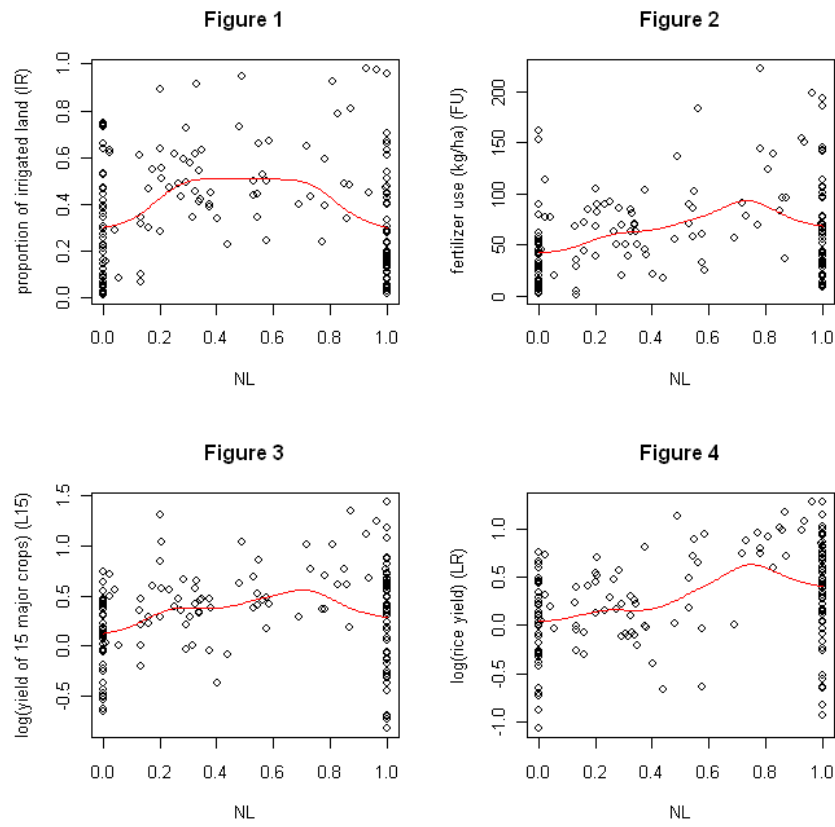 Figure 1
proportion of irrigated land (IR)
0.0 0.2 0.4 0.6 0.8 1.0
0.0 0.2 0.4 0.6 0.8 1.0
NL
Figure 2
fertilizer use (kg/ha) (FU)
0 50 100 150 200
0.0 0.2 0.4 0.6 0.8 1.0
NL
Figure 3
log(yield of 15 major crops) (L15)
-0.5 0.0 0.5 1.0 1.5
0.0 0.2 0.4 0.6 0.8 1.0
NL
Figure 4
log(rice yield) (LR)
-1.0 -0.5 0.0 0.5 1.0
0.0 0.2 0.4 0.6 0.8 1.0
NL